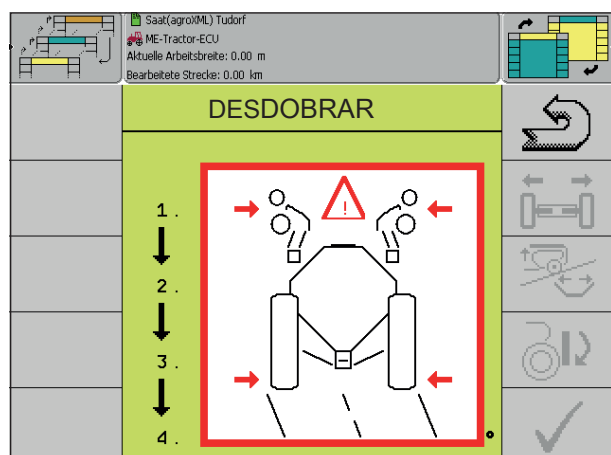 Saat(agroXML) Tudorf
ME-Tractor-ECU
Aktuelle Arbeitsbreite: 0.00 m
Bearbeitete Strecke: 0.00 km
DESDOBRAR
1.
2.
3.
4.
!